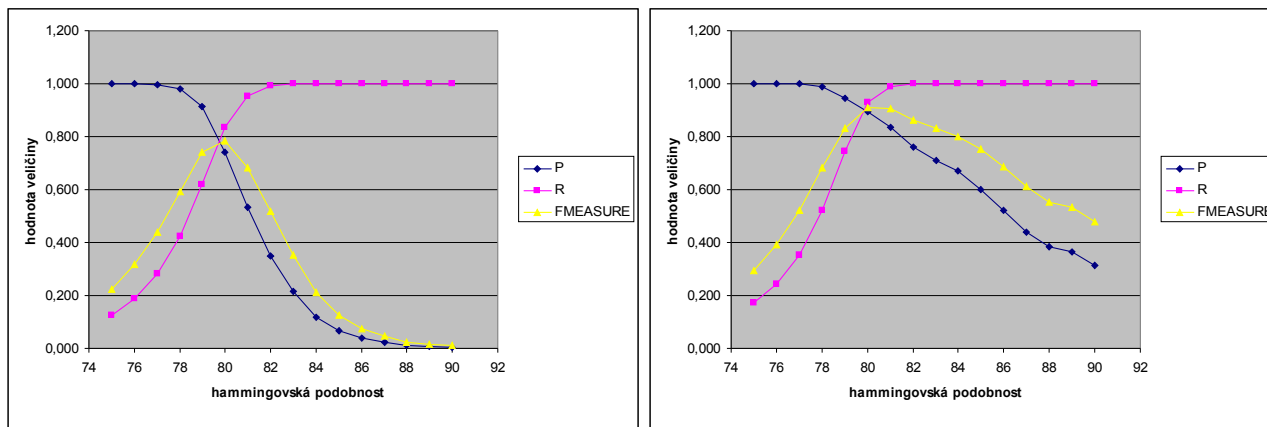 1,200
1,000
0,800
0,600
0,400
0,200
0,000
hodnota veličiny
74 76 78 80 82 84 86 88 90 92
hammingovská podobnost
P
R
FMEASURE
1,200
1,000
0,800
0,600
0,400
0,200
0,000
hodnota veličiny
74 76 78 80 82 84 86 88 90 92
hammingovská podobnost
P
R
FMEASURE